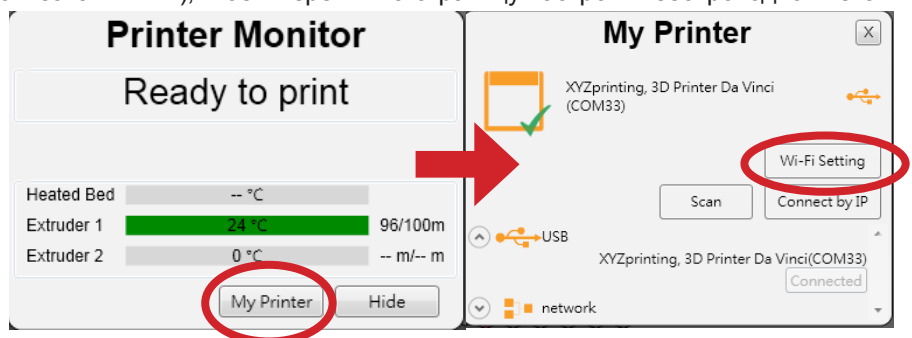 Printer Monitor
Ready to print
Heated Bed -- °C
Extruder 1 24 °C 96/100m
Extruder 2 0 °C -- m/-- m
My Printer Hide
My Printer X
XYZprinting, 3D Printer Da Vinci
(COM33)
Wi-Fi Setting
Scan Connect by IP
USB
XYZprinting, 3D Printer Da Vinci(COM33)
Connected
network